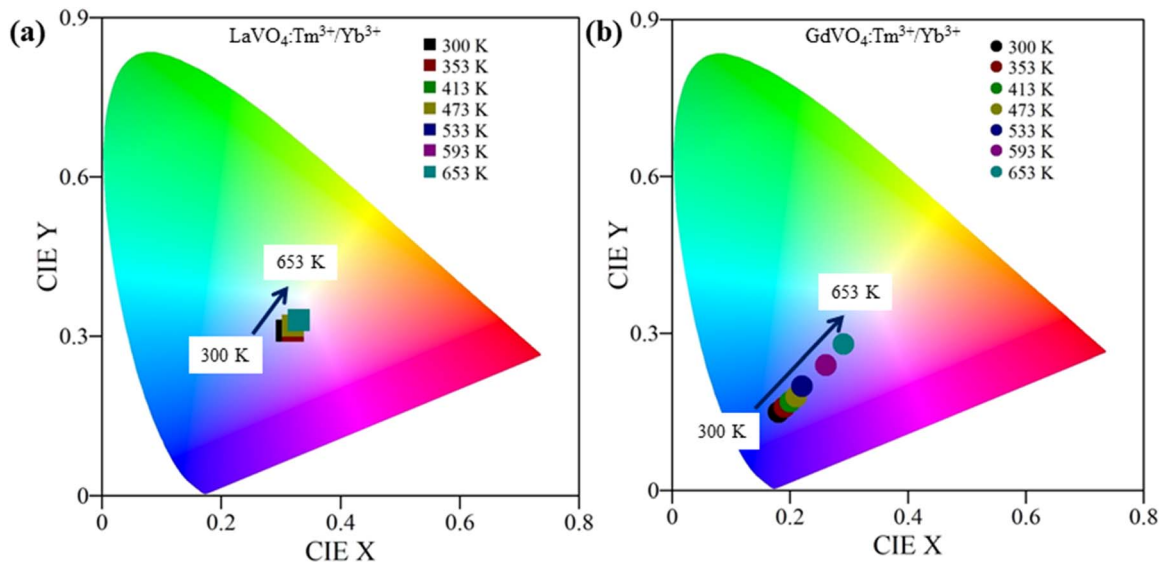 (a)
LaVO₄:Tm³⁺/Yb³⁺
300 K
353 K
413 K
473 K
533 K
593 K
653 K
653 K
300 K
0.9
0.6
0.3
0
0
0.2
0.4
0.6
0.8
CIE Y
CIE X
(b)
GdVO₄:Tm³⁺/Yb³⁺
300 K
353 K
413 K
473 K
533 K
593 K
653 K
653 K
300 K
0.9
0.6
0.3
0
0
0.2
0.4
0.6
0.8
CIE Y
CIE X